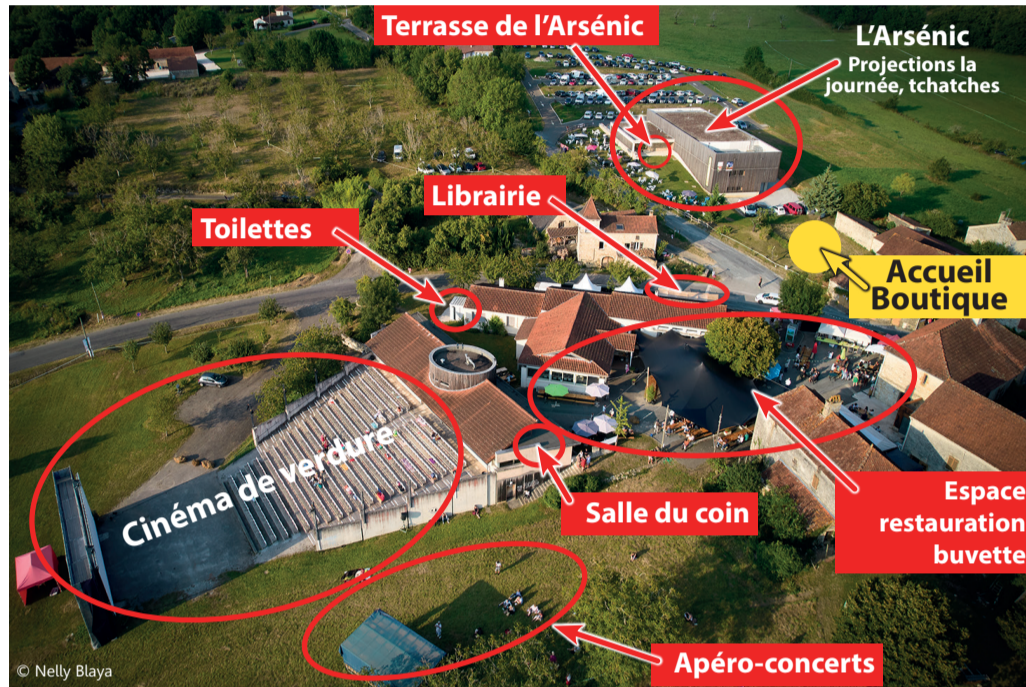 Terrasse de l'Arsénic
L'Arsénic
Projections la
journée, tchatches
Librairie
Toilettes
Accueil
Boutique
Cinéma de verdure
Salle du coin
Espace
restauration
buvette
Apéro-concerts
© Nelly Blaya